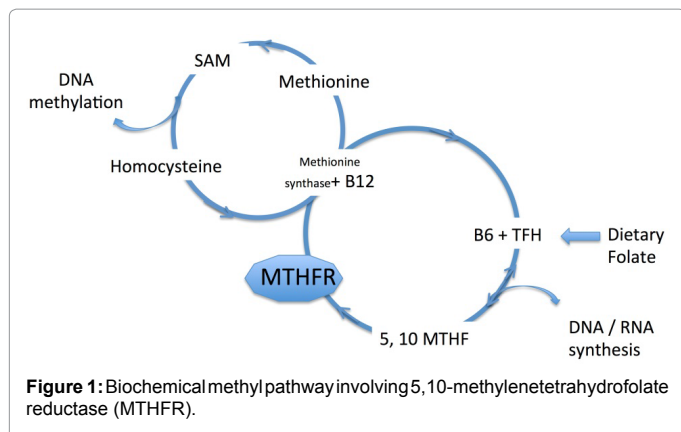 SAM
DNA
methylation
Methionine
Homocysteine
Methionine
synthase+ B12
B6 + TFH
Dietary
Folate
MTHFR
5, 10 MTHF
DNA / RNA
synthesis
Figure 1: Biochemical methyl pathway involving 5,10-methylenetetrahydrofolate
reductase (MTHFR).